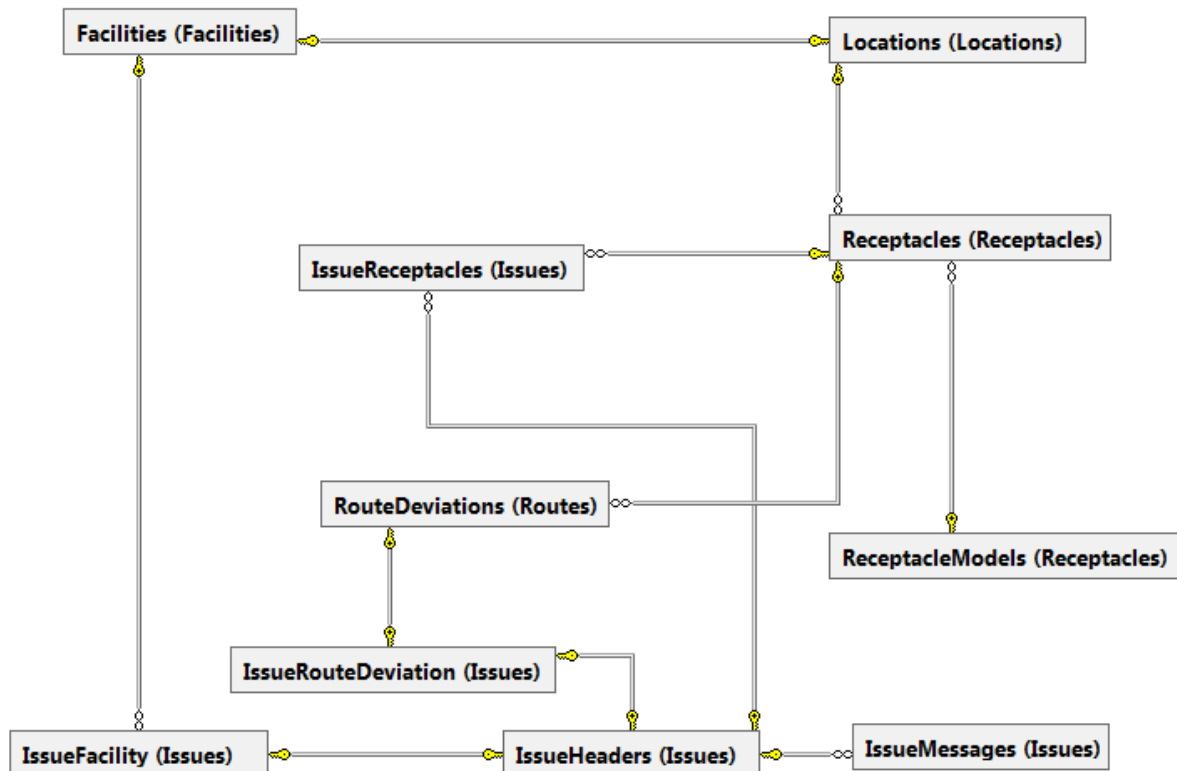 Facilities (Facilities)
Locations (Locations)
Receptacles (Receptacles)
IssueReceptacles (Issues)
RouteDeviations (Routes)
ReceptacleModels (Receptacles)
IssueRouteDeviation (Issues)
IssueFacility (Issues)
IssueHeaders (Issues)
IssueMessages (Issues)